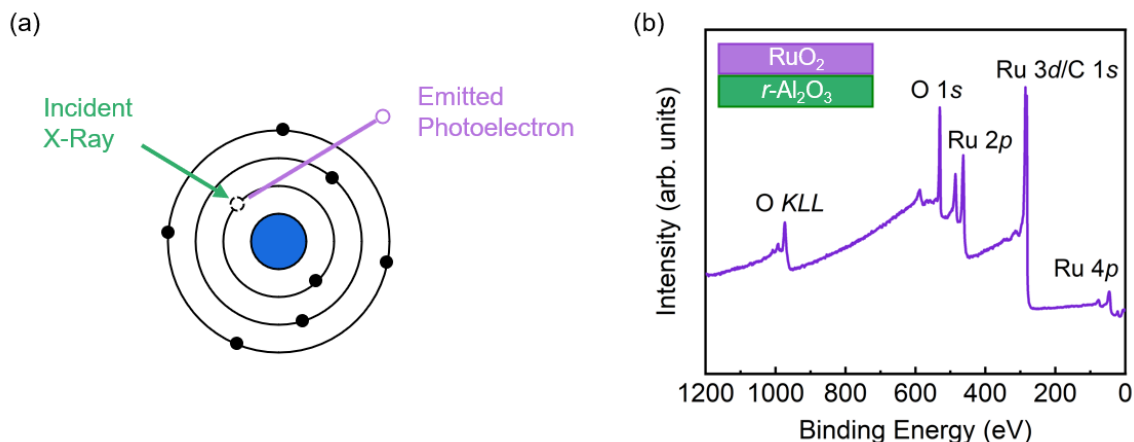 (a)
Incident
X-Ray
Emitted
Photoelectron
(b)
RuO₂
r-Al₂O₃
O KLL
O 1s
Ru 2p
Ru 3d/C 1s
Ru 4p
Intensity (arb. units)
1200 1000 800 600 400 200 0
Binding Energy (eV)